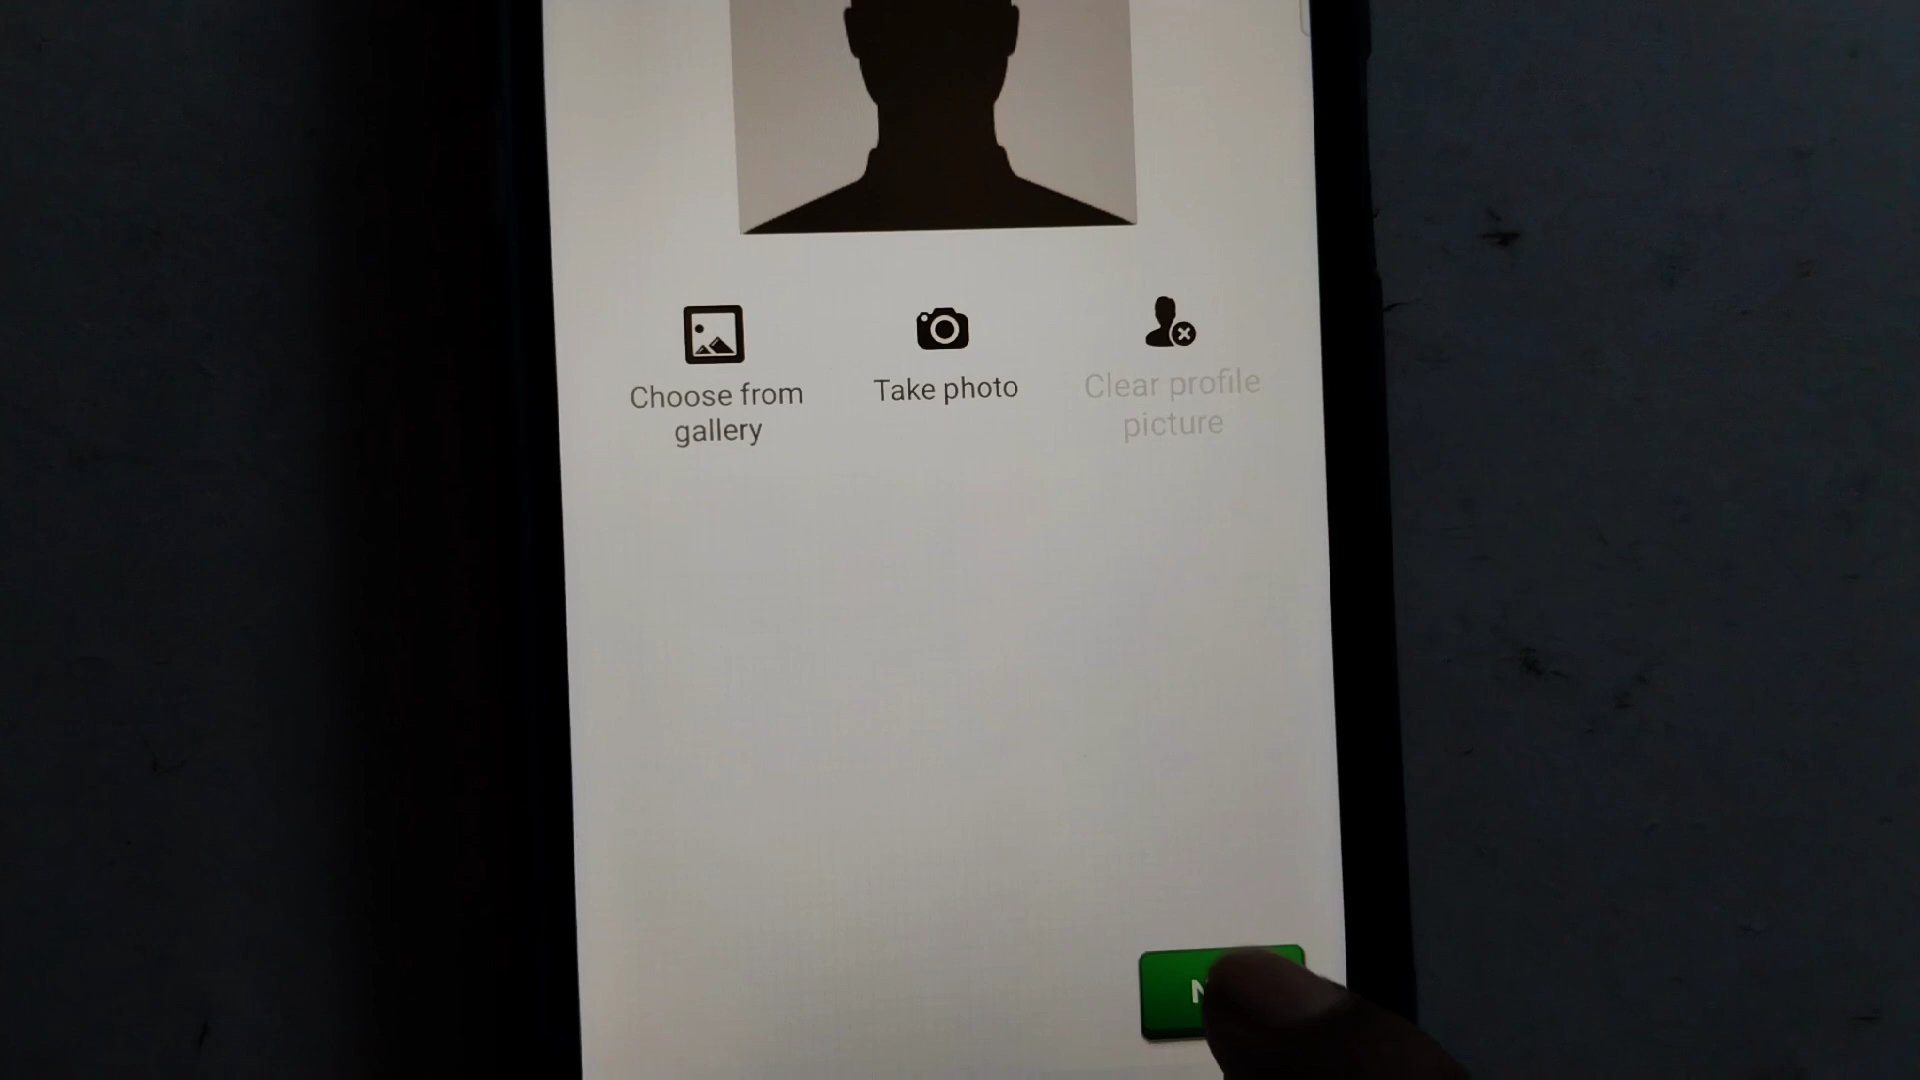 Choose from
gallery
Take photo
Clear profile
picture